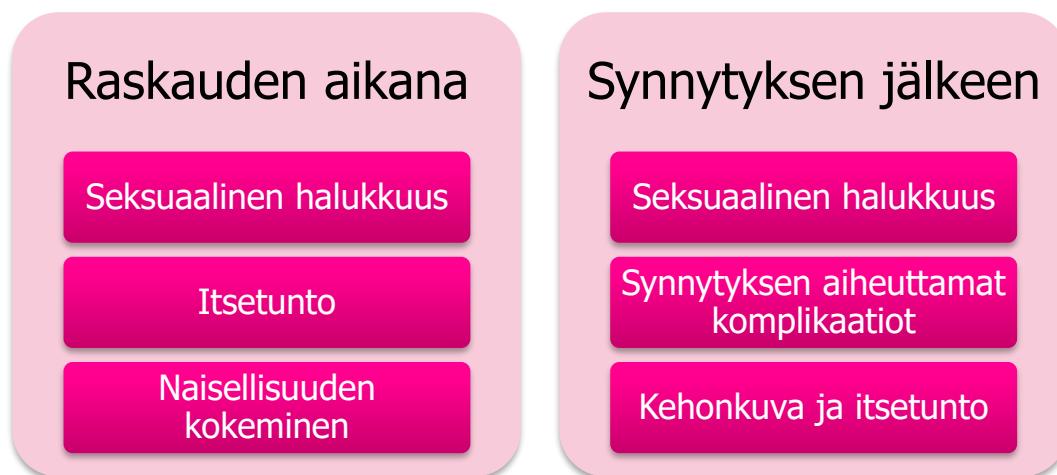 Raskauden aikana
Seksuaalinen halukkuus
Itsetunto
Naisellisuuden
kokeminen
Synnytyksen jälkeen
Seksuaalinen halukkuus
Synnytyksen aiheuttamat
komplikaatiot
Kehonkuva ja itsetunto